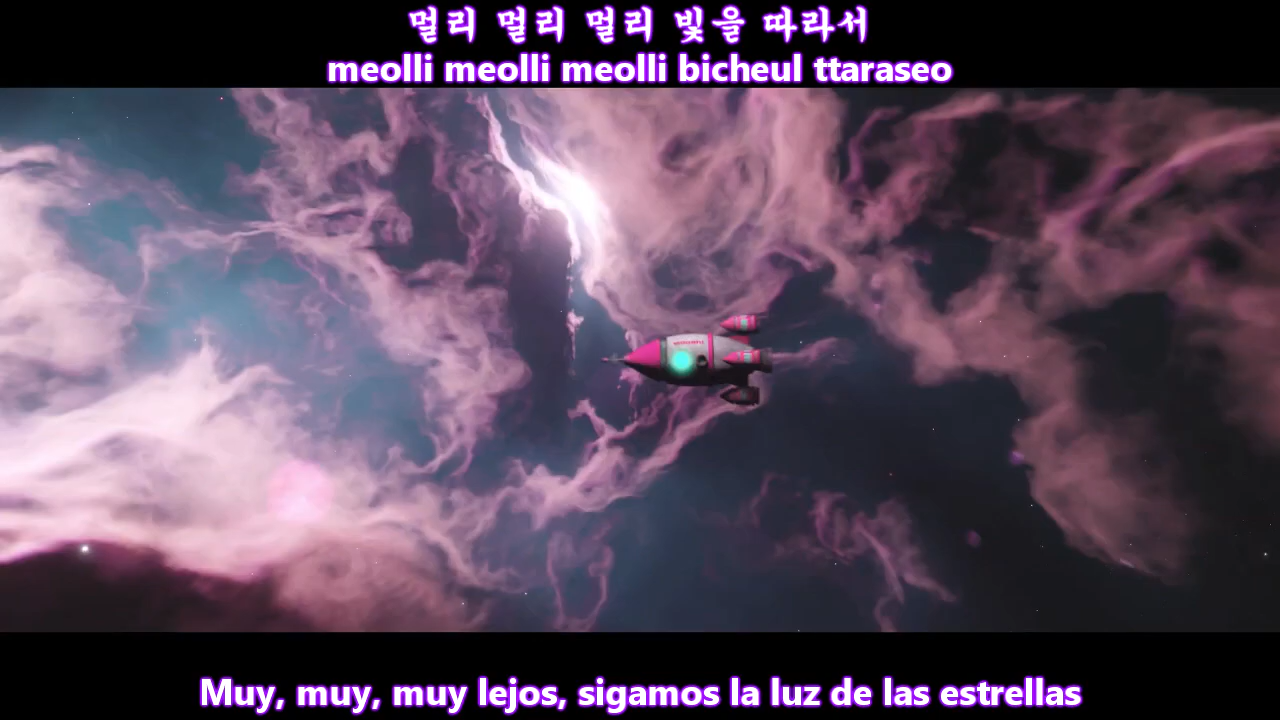 멀리 멀리 멀리 빛을 따라서
meolli meolli meolli bicheul ttaraseo
Muy, muy, muy lejos, sigamos la luz de las estrellas